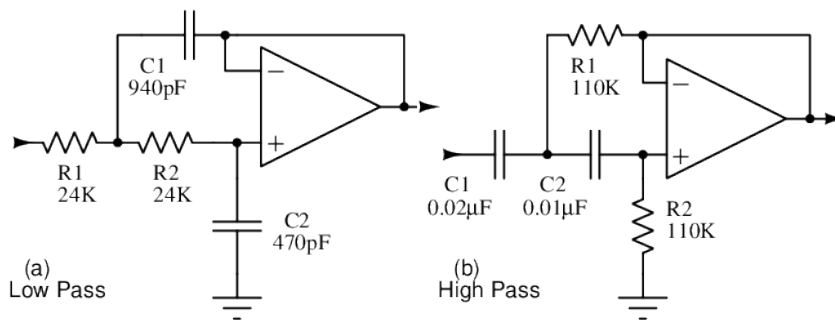 C1
940pF
−
+
R1
24K
R2
24K
C2
470pF
(a)
Low Pass
R1
110K
−
+
C1
0.02µF
C2
0.01µF
R2
110K
(b)
High Pass